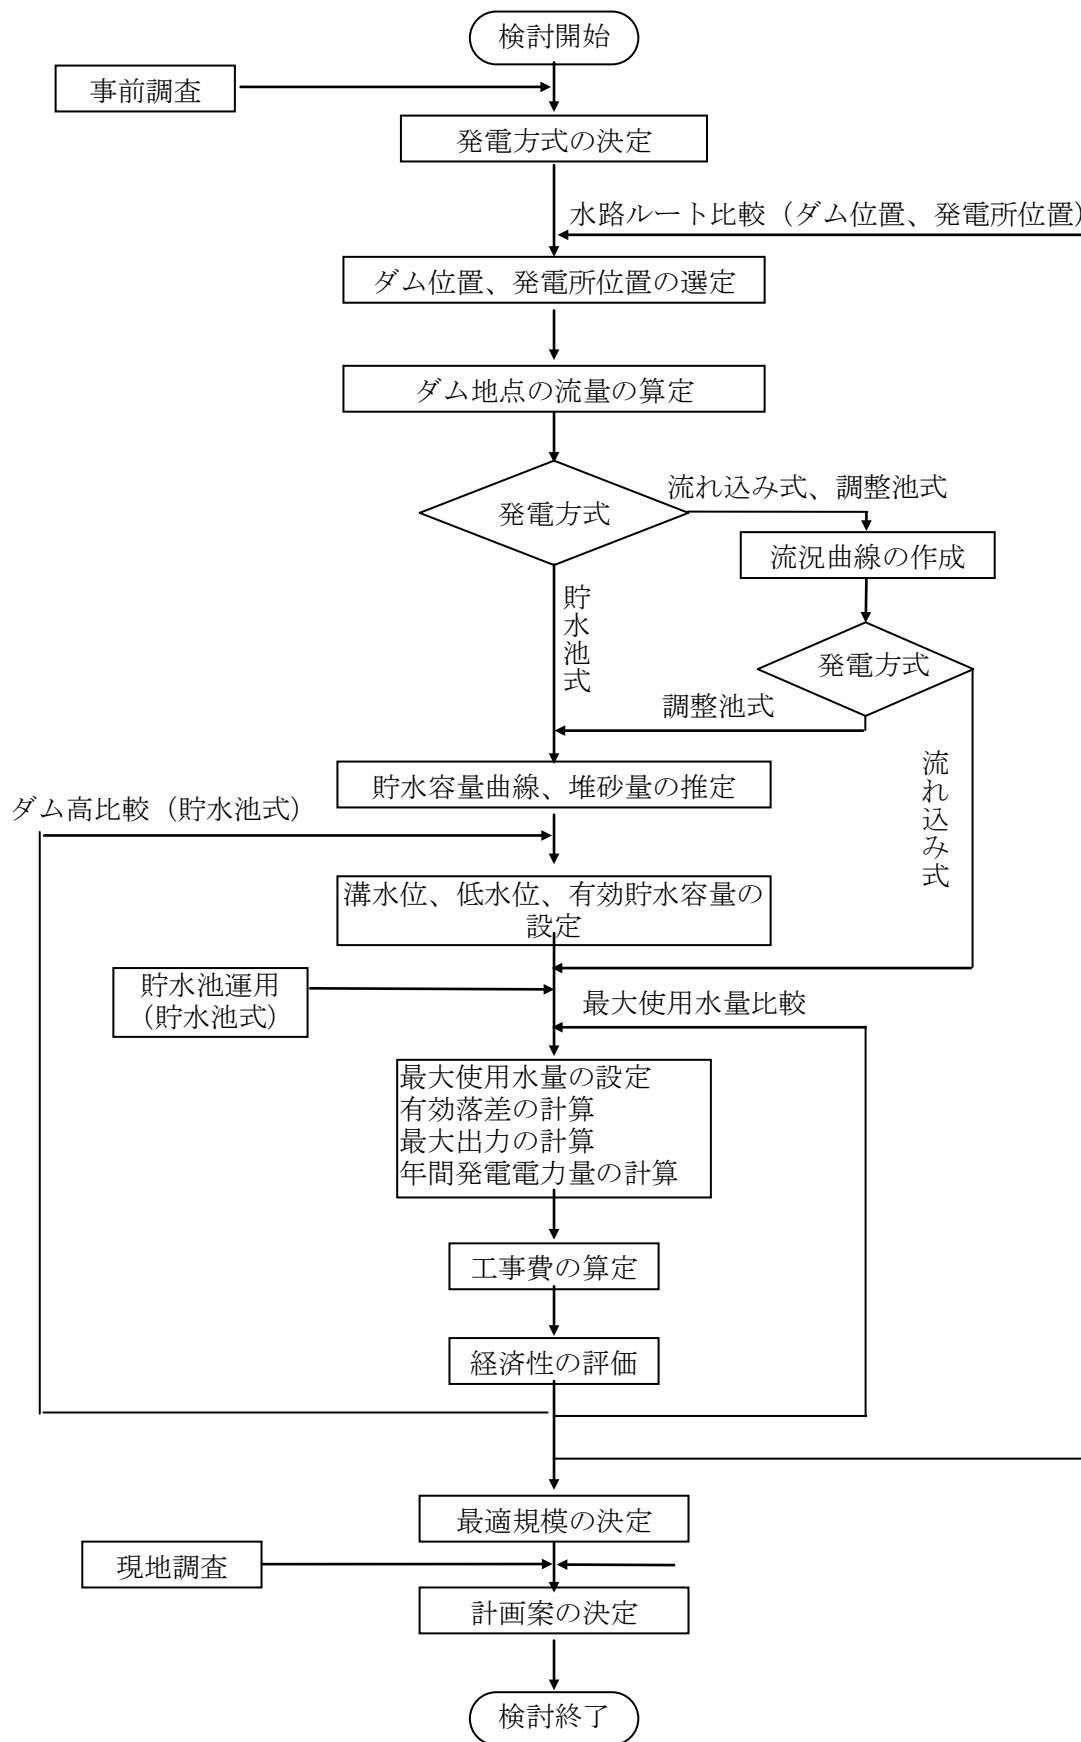 検討開始
事前調査
発電方式の決定
水路ルート比較（ダム位置、発電所位置）
ダム位置、発電所位置の選定
ダム地点の流量の算定
発電方式
流れ込み式、調整池式
流況曲線の作成
貯水池式
発電方式
調整池式
流れ込み式
貯水容量曲線、堆砂量の推定
ダム高比較（貯水池式）
溝水位、低水位、有効貯水容量の
設定
貯水池運用
（貯水池式）
最大使用水量比較
最大使用水量の設定
有効落差の計算
最大出力の計算
年間発電電力量の計算
工事費の算定
経済性の評価
最適規模の決定
現地調査
計画案の決定
検討終了